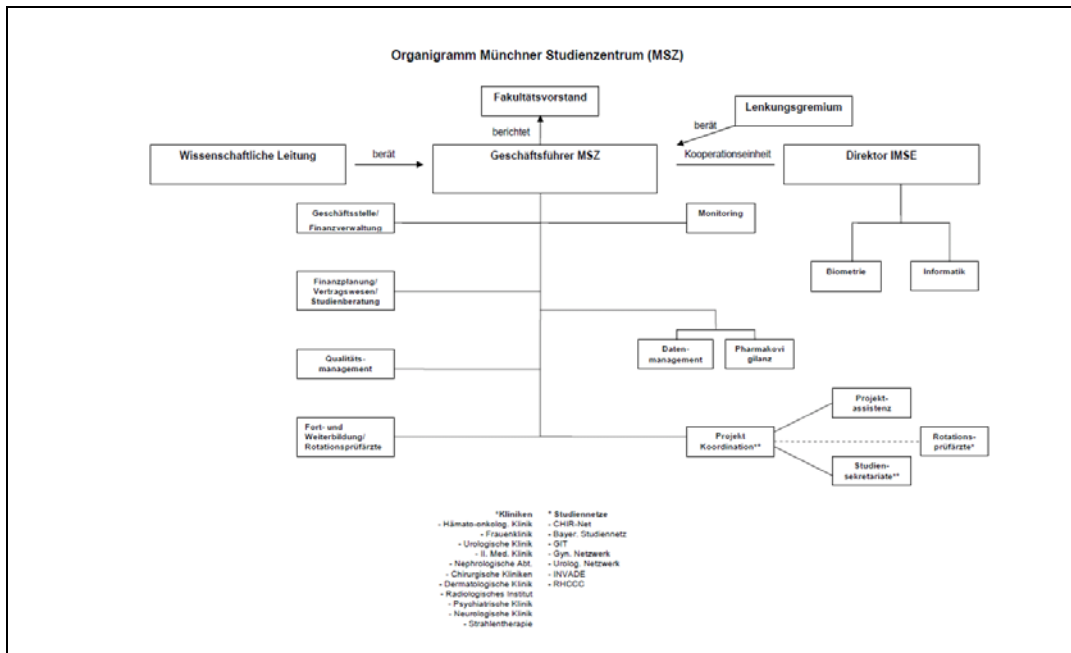 Organigramm Münchner Studienzentrum (MSZ)
Fakultätsvorstand
Lenkungsgremium
berichtet
berät
Wissenschaftliche Leitung
berät
Geschäftsführer MSZ
Kooperationseinheit
Direktor IMSE
Geschäftsstelle/
Finanzverwaltung
Monitoring
Biometrie
Informatik
Finanzplanung/
Vertragswesen/
Studienberatung
Daten-
management
Pharmakovi
gilanz
Qualitäts-
management
Projekt-
assistenz
Fort- und
Weiterbildung/
Rotationsprüfärzte
Projekt
Koordination**
Rotations-
prüfärzte*
Studien-
sekretariate**
*Kliniken
- Hämato-onkolog. Klinik
- Frauenklinik
- Urologische Klinik
- II. Med. Klinik
- Nephrologische Abt.
- Chirurgische Kliniken
- Dermatologische Klinik
- Radiologisches Institut
- Psychiatrische Klinik
- Neurologische Klinik
- Strahlentherapie
* Studiennetze
- CHIR-Net
- Bayer. Studiennetz
- GIT
- Gyn. Netzwerk
- Urolog. Netzwerk
- INVADE
- RHCCC